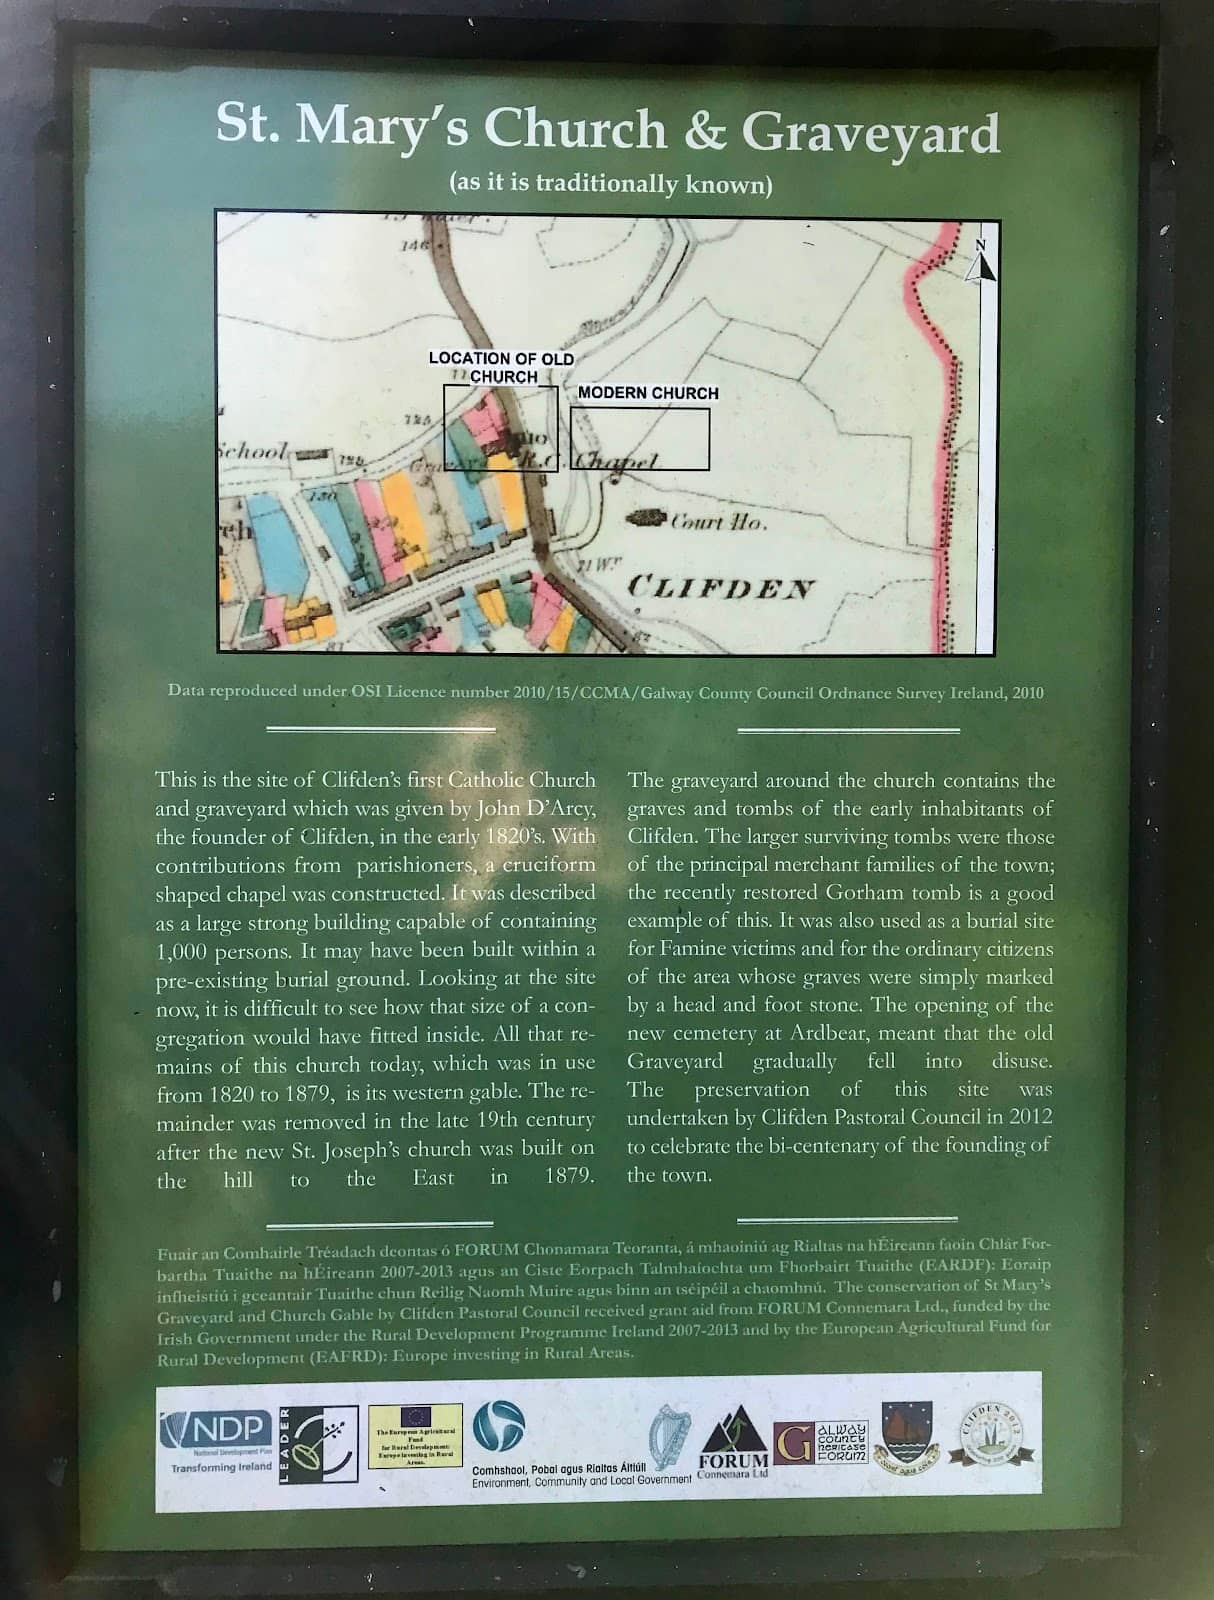 St. Mary's Church & Graveyard
(as it is traditionally known)
146
N
LOCATION OF OLD
CHURCH
MODERN CHURCH
125
School
128
R.C. Chapel
130
Court Ho.
CLIFDEN
Data reproduced under OSI Licence number 2010/15/CCMA/Galway County Council Ordnance Survey Ireland, 2010
This is the site of Clifden's first Catholic Church
and graveyard which was given by John D'Arcy,
the founder of Clifden, in the early 1820's. With
contributions from parishioners, a cruciform
shaped chapel was constructed. It was described
as a large strong building capable of containing
1,000 persons. It may have been built within a
pre-existing burial ground. Looking at the site
now, it is difficult to see how that size of a con-
gregation would have fitted inside. All that re-
mains of this church today, which was in use
from 1820 to 1879, is its western gable. The re-
mainder was removed in the late 19th century
after the new St. Joseph's church was built on
the hill to the East in 1879.
The graveyard around the church contains the
graves and tombs of the early inhabitants of
Clifden. The larger surviving tombs were those
of the principal merchant families of the town;
the recently restored Gorham tomb is a good
example of this. It was also used as a burial site
for Famine victims and for the ordinary citizens
of the area whose graves were simply marked
by a head and foot stone. The opening of the
new cemetery at Ardbear, meant that the old
Graveyard gradually fell into disuse.
The preservation of this site was
undertaken by Clifden Pastoral Council in 2012
to celebrate the bi-centenary of the founding of
the town.
Fuair an Comhairle Tréadach deontas ó FORUM Chonamara Teoranta, á mhaoiniú ag Rialtas na hÉireann faoin Chlár For-
bartha Tuaithe na hÉireann 2007-2013 agus an Ciste Eorpach Talmhaíochta um Fhorbairt Tuaithe (EARDF): Eoraip
infheistiú i gceantair Tuaithe chun Reilig Naomh Muire agus binn an tséipéil a chaomhnú. The conservation of St Mary's
Graveyard and Church Gable by Clifden Pastoral Council received grant aid from FORUM Connemara Ltd., funded by the
Irish Government under the Rural Development Programme Ireland 2007-2013 and by the European Agricultural Fund for
Rural Development (EAFRD): Europe investing in Rural Areas.
NDP
National Development Plan
Transforming Ireland
LEADER
The European Agricultural
Fund
for Rural Development:
Europe investing in Rural
Areas.
Comhshaol, Pobal agus Rialtas Áitiúil
Environment, Community and Local Government
FORUM
Connemara Ltd
GALWAY
COUNTY
HERITAGE
FORUM
CLIFDEN 2012